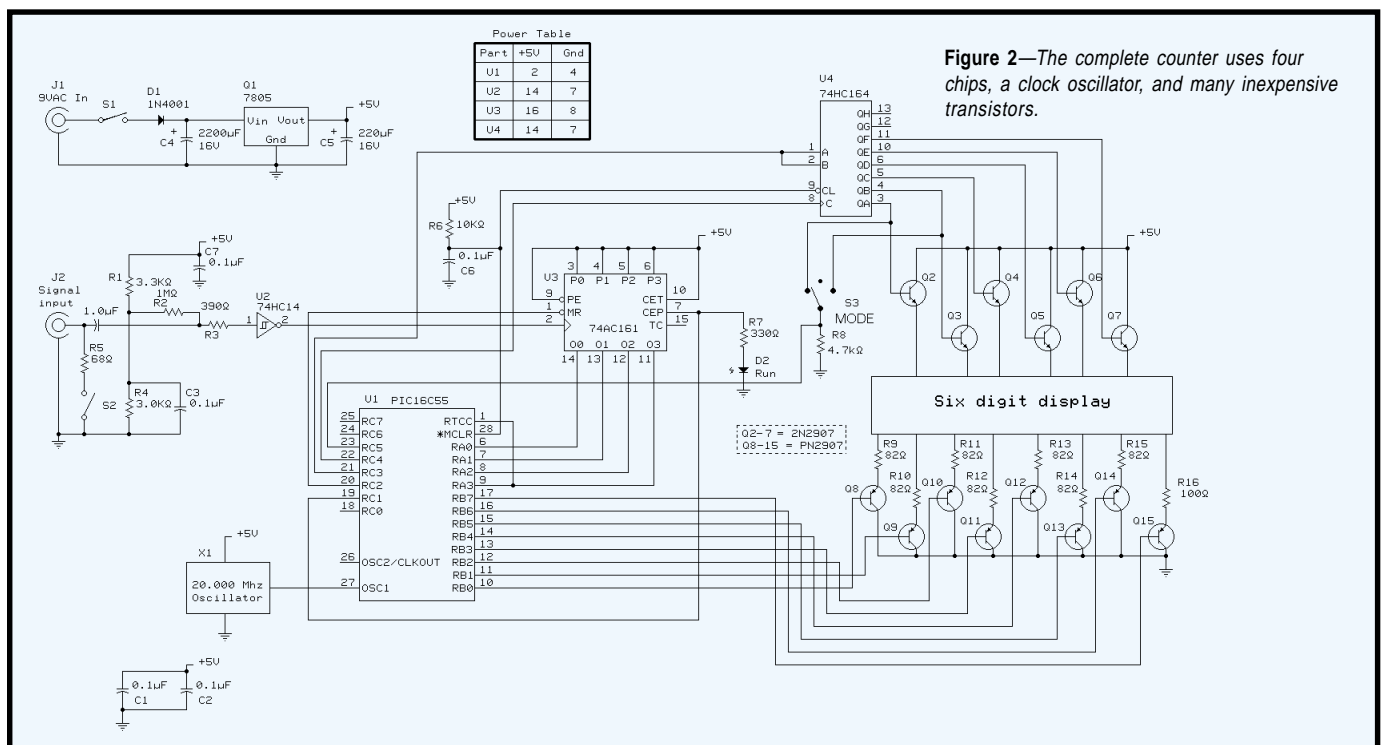 Figure 2—The complete counter uses four
chips, a clock oscillator, and many inexpensive
transistors.
Power Table
Part +5V Gnd
U1 2 4
U2 14 7
U3 16 8
U4 14 7
J1
9VAC In
S1
D1
1N4001
Q1
7805
Vin Vout
Gnd
+5V
+
C4
2200µF
16V
+
C5
220µF
16V
U4
74HC164
1 A
2 B
9 CL
8 C
QH 13
QG 12
QF 11
QE 10
QD 6
QC 5
QB 4
QA 3
+5V
R6 10KΩ
0.1µF
C6
+5V
C7
0.1µF
R1
3.3KΩ
1MΩ
R2
390Ω
R3
J2
Signal
input
1.0µF
R5
68Ω
S2
R4
3.0KΩ
C3
0.1µF
U2
74HC14
1 2
U3
3 4 5 6
P0 P1 P2 P3
9 PE
1 MR
2
CET 10
CEP 7
TC 15
74AC161
O0 O1 O2 O3
14 13 12 11
+5V
R7
330Ω
D2
Run
S3
MODE
R8
4.7kΩ
+5V
Q2
Q3
Q4
Q5
Q6
Q7
Six digit display
Q2-7 = 2N2907
Q8-15 = PN2907
U1 PIC16C55
25 RC7
24 RC6
23 RC5
22 RC4
21 RC3
20 RC2
19 RC1
18 RC0
26 OSC2/CLKOUT
27 OSC1
RTCC 1
*MCLR 28
RA0 6
RA1 7
RA2 8
RA3 9
RB7 17
RB6 16
RB5 15
RB4 14
RB3 13
RB2 12
RB1 11
RB0 10
R9
82Ω
R10
82Ω
R11
82Ω
R12
82Ω
R13
82Ω
R14
82Ω
R15
82Ω
R16
100Ω
Q8
Q9
Q10
Q11
Q12
Q13
Q14
Q15
X1
+5V
20.000 Mhz
Oscillator
+5V
0.1µF
C1
0.1µF
C2